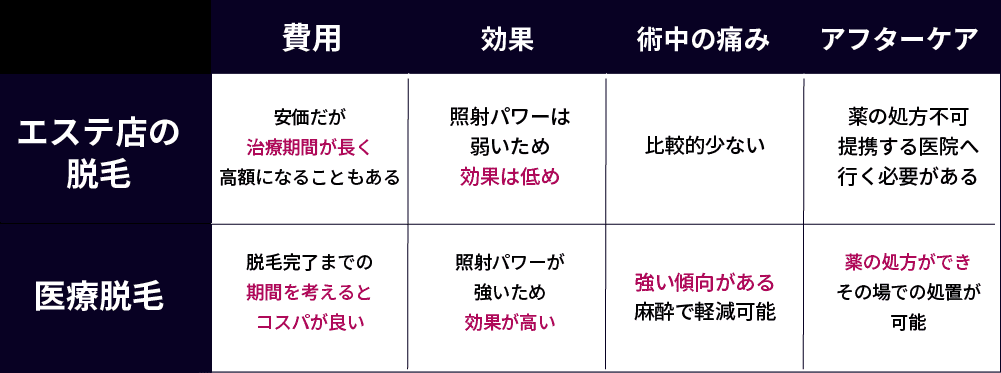 費用
効果
術中の痛み
アフターケア
エステ店の
脱毛
安価だが
治療期間が長く
高額になることもある
照射パワーは
弱いため
効果は低め
比較的少ない
薬の処方不可
提携する医院へ
行く必要がある
医療脱毛
脱毛完了までの
期間を考えると
コスパが良い
照射パワーが
強いため
効果が高い
強い傾向がある
麻酔で軽減可能
薬の処方ができ
その場での処置が
可能